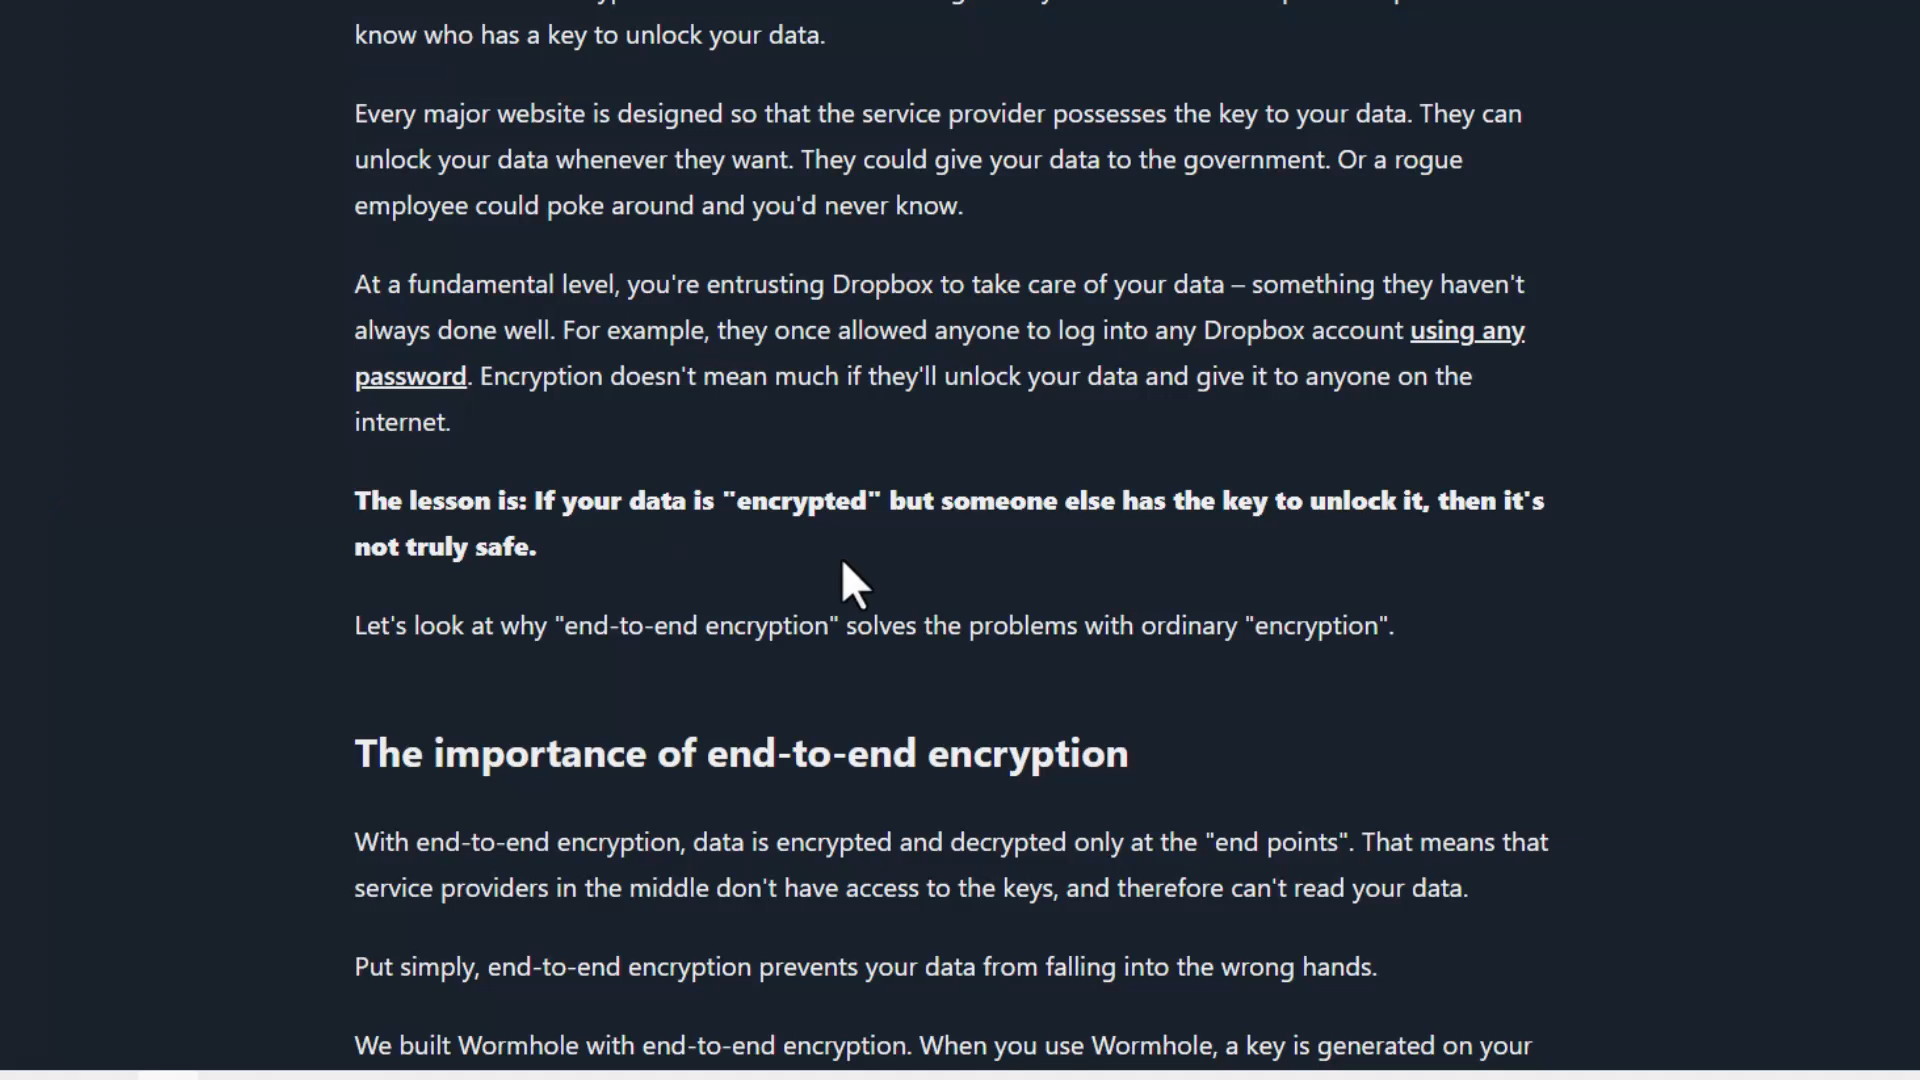 know who has a key to unlock your data.
Every major website is designed so that the service provider possesses the key to your data. They can
unlock your data whenever they want. They could give your data to the government. Or a rogue
employee could poke around and you'd never know.
At a fundamental level, you're entrusting Dropbox to take care of your data – something they haven't
always done well. For example, they once allowed anyone to log into any Dropbox account using any
password. Encryption doesn't mean much if they'll unlock your data and give it to anyone on the
internet.
The lesson is: If your data is "encrypted" but someone else has the key to unlock it, then it's
not truly safe.
Let's look at why "end-to-end encryption" solves the problems with ordinary "encryption".
The importance of end-to-end encryption
With end-to-end encryption, data is encrypted and decrypted only at the "end points". That means that
service providers in the middle don't have access to the keys, and therefore can't read your data.
Put simply, end-to-end encryption prevents your data from falling into the wrong hands.
We built Wormhole with end-to-end encryption. When you use Wormhole, a key is generated on your